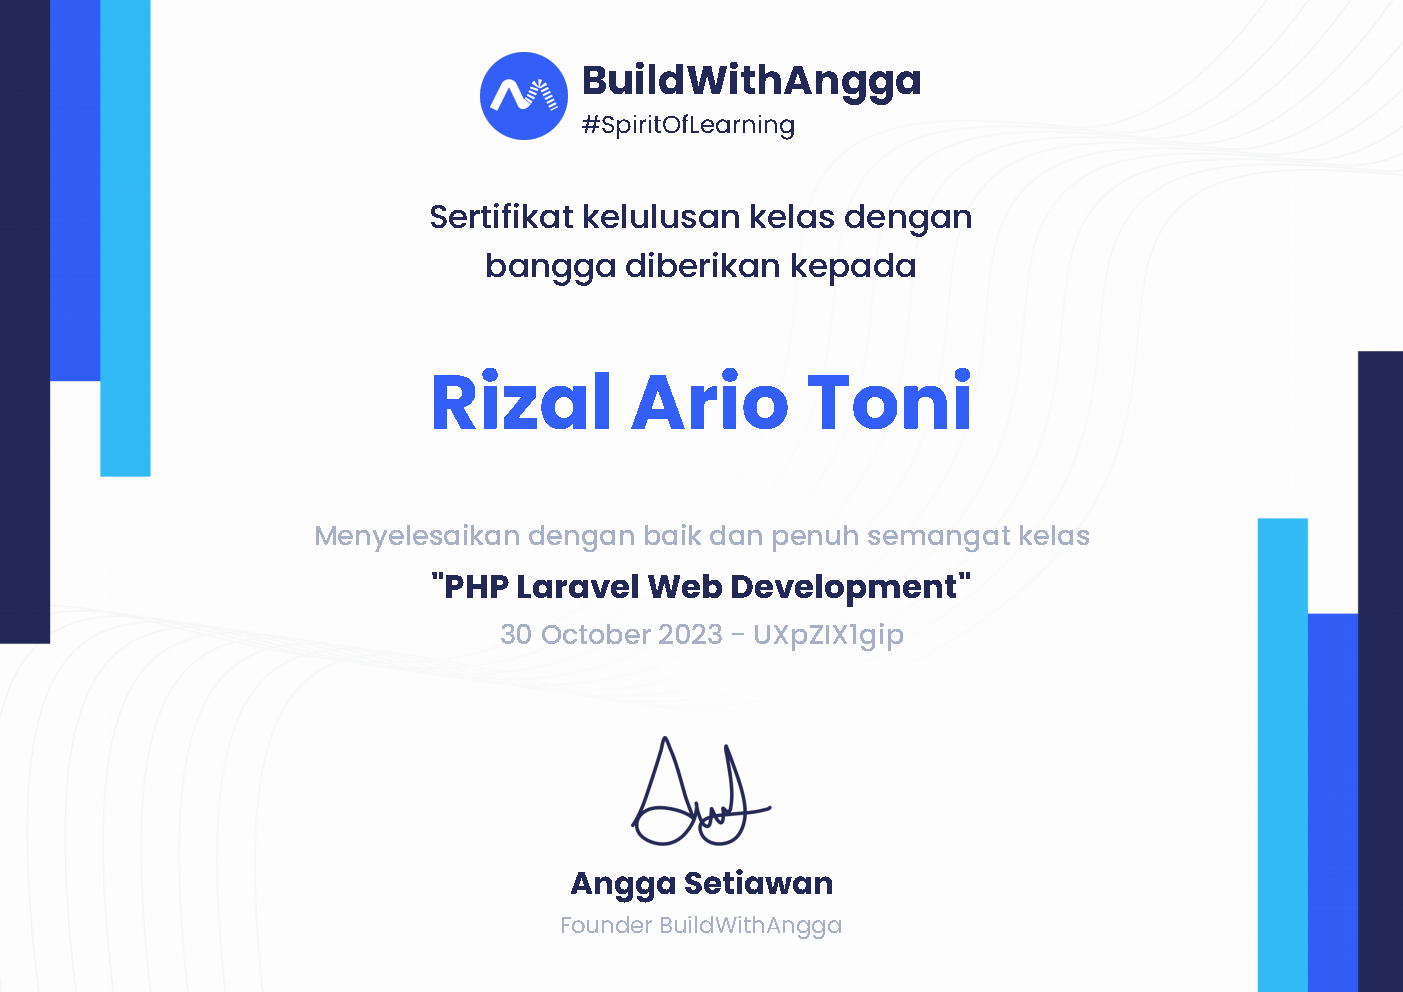 BuildWithAngga
#SpiritOfLearning
Sertifikat kelulusan kelas dengan
bangga diberikan kepada
Rizal Ario Toni
Menyelesaikan dengan baik dan penuh semangat kelas
"PHP Laravel Web Development"
30 October 2023 - UXpZIX1gip
Angga Setiawan
Founder BuildWithAngga